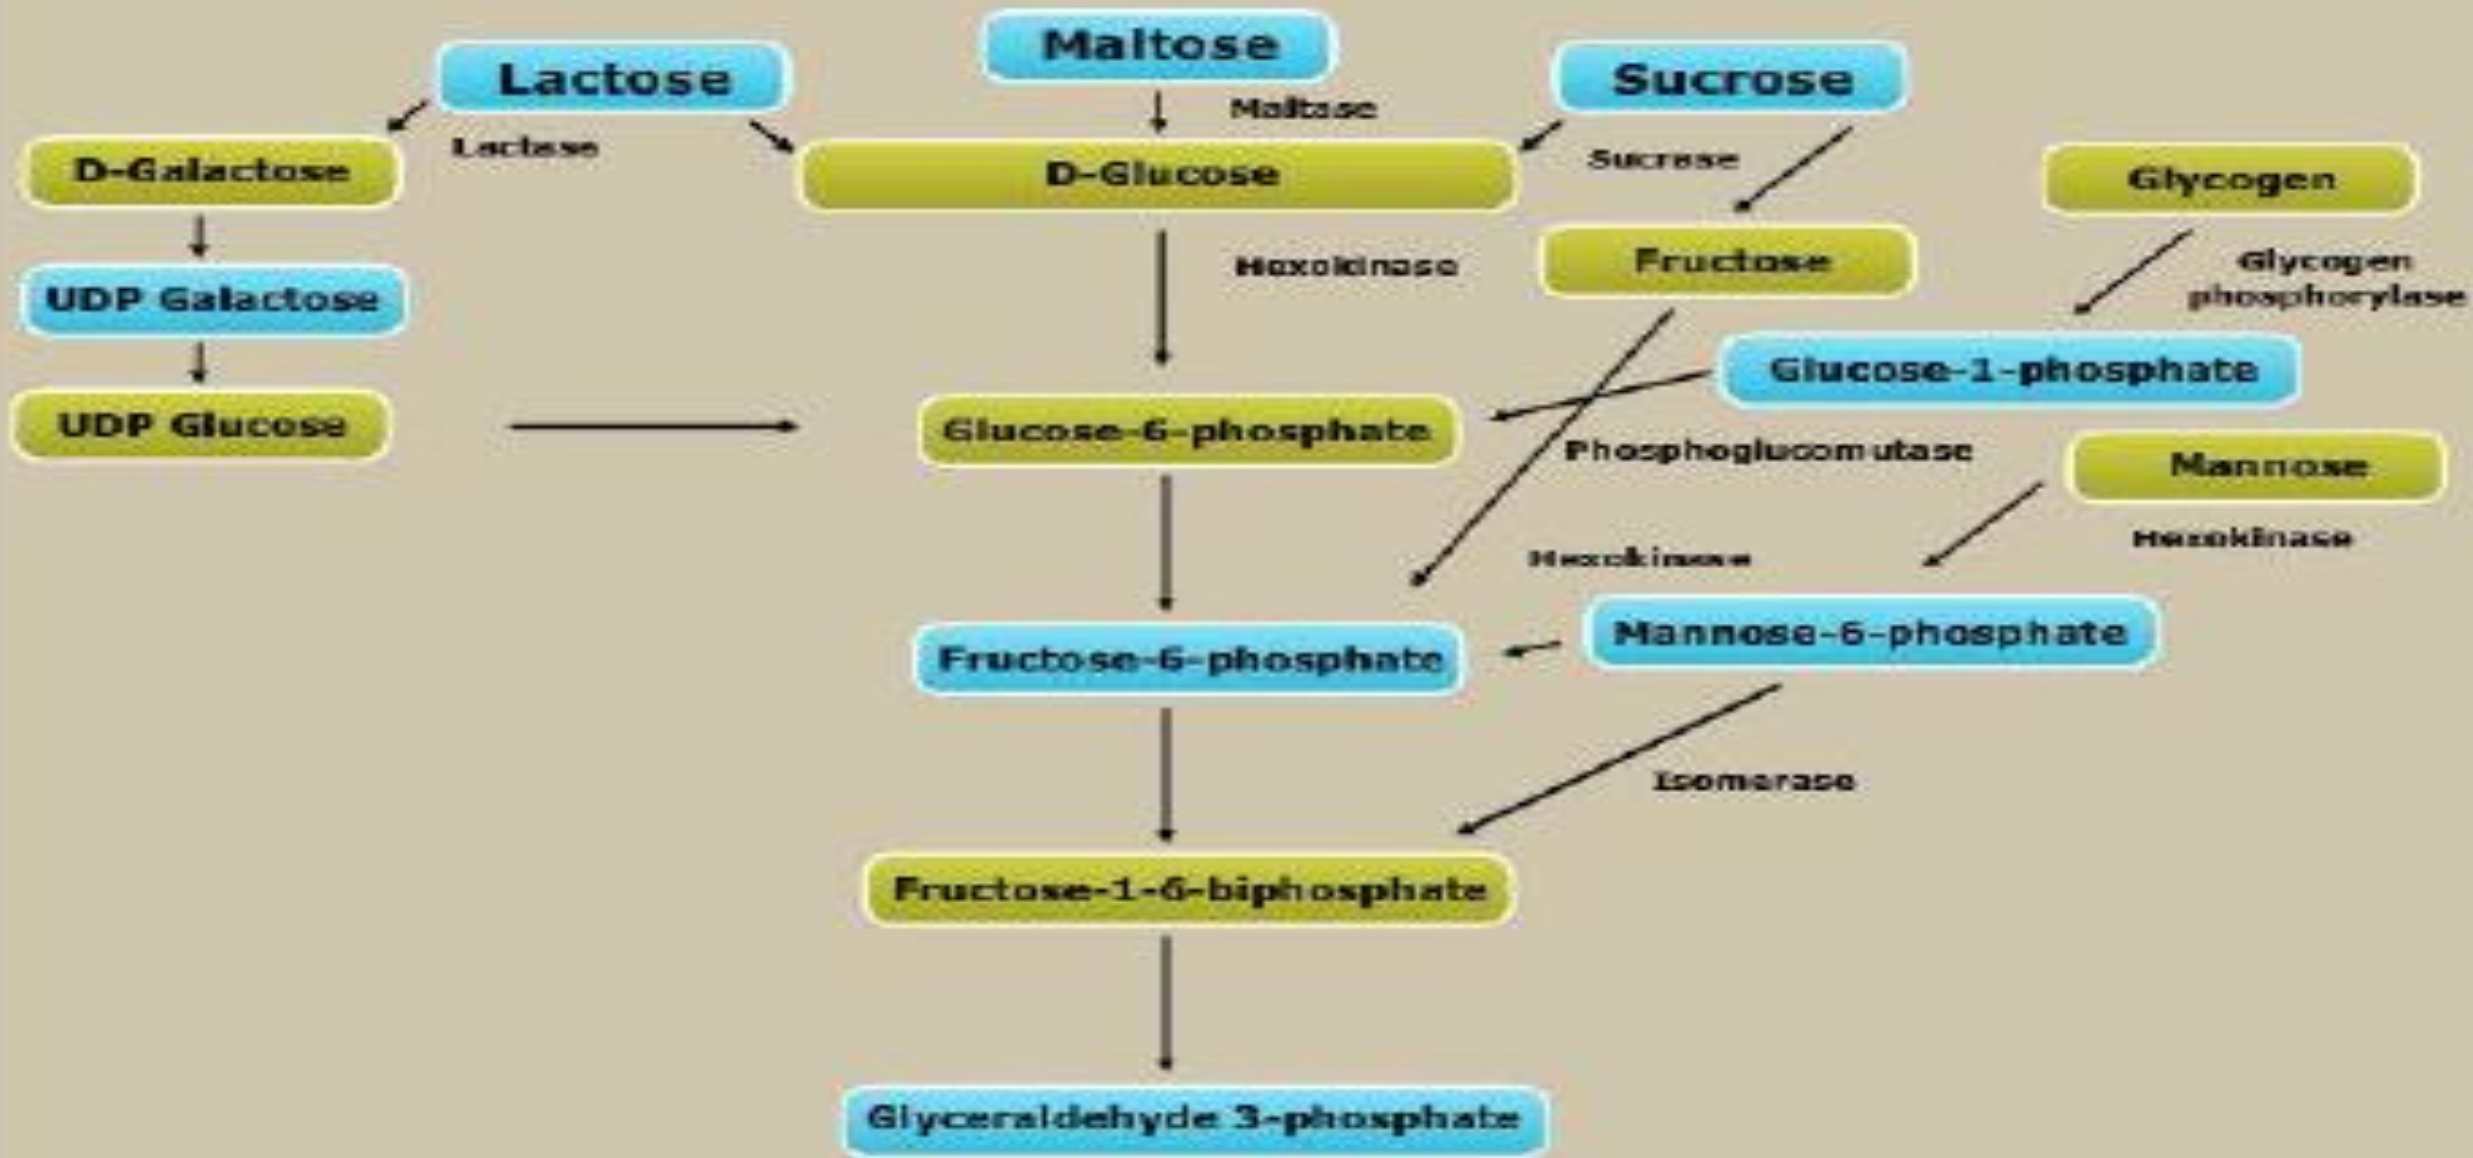 Maltose
Lactose
Sucrose
Maltase
Lactase
Sucrase
D-Galactose
D-Glucose
Glycogen
Fructose
Hexokinase
Glycogen
phosphorylase
UDP Galactose
Glucose-1-phosphate
UDP Glucose
Glucose-6-phosphate
Phosphoglucomutase
Mannose
Hexokinase
Hexokinase
Fructose-6-phosphate
Mannose-6-phosphate
Isomerase
Fructose-1-6-biphosphate
Glyceraldehyde 3-phosphate